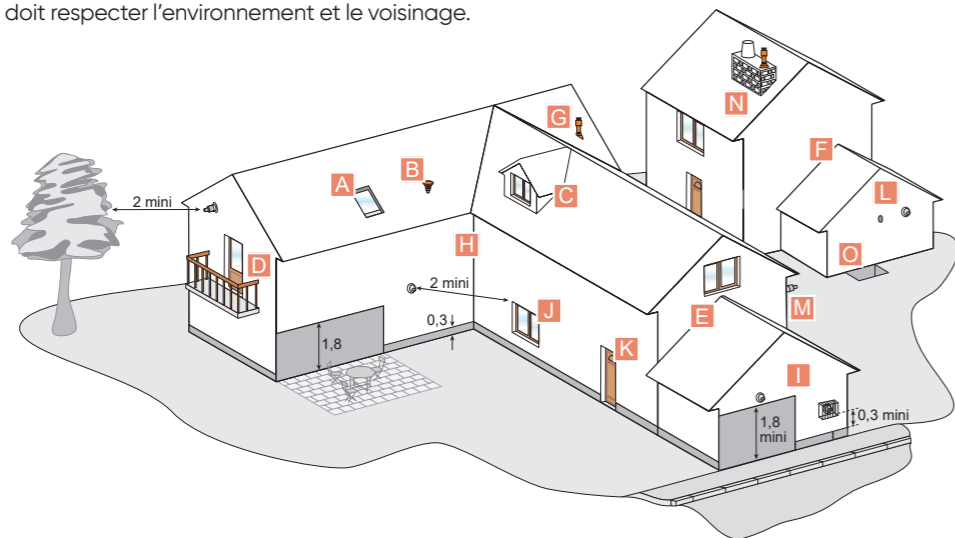 doit respecter l'environnement et le voisinage.
N
G
F
A
B
L
C
2 mini
O
H
D
2 mini
M
E
J
0,3
K
I
1,8
0,3 mini
1,8
mini